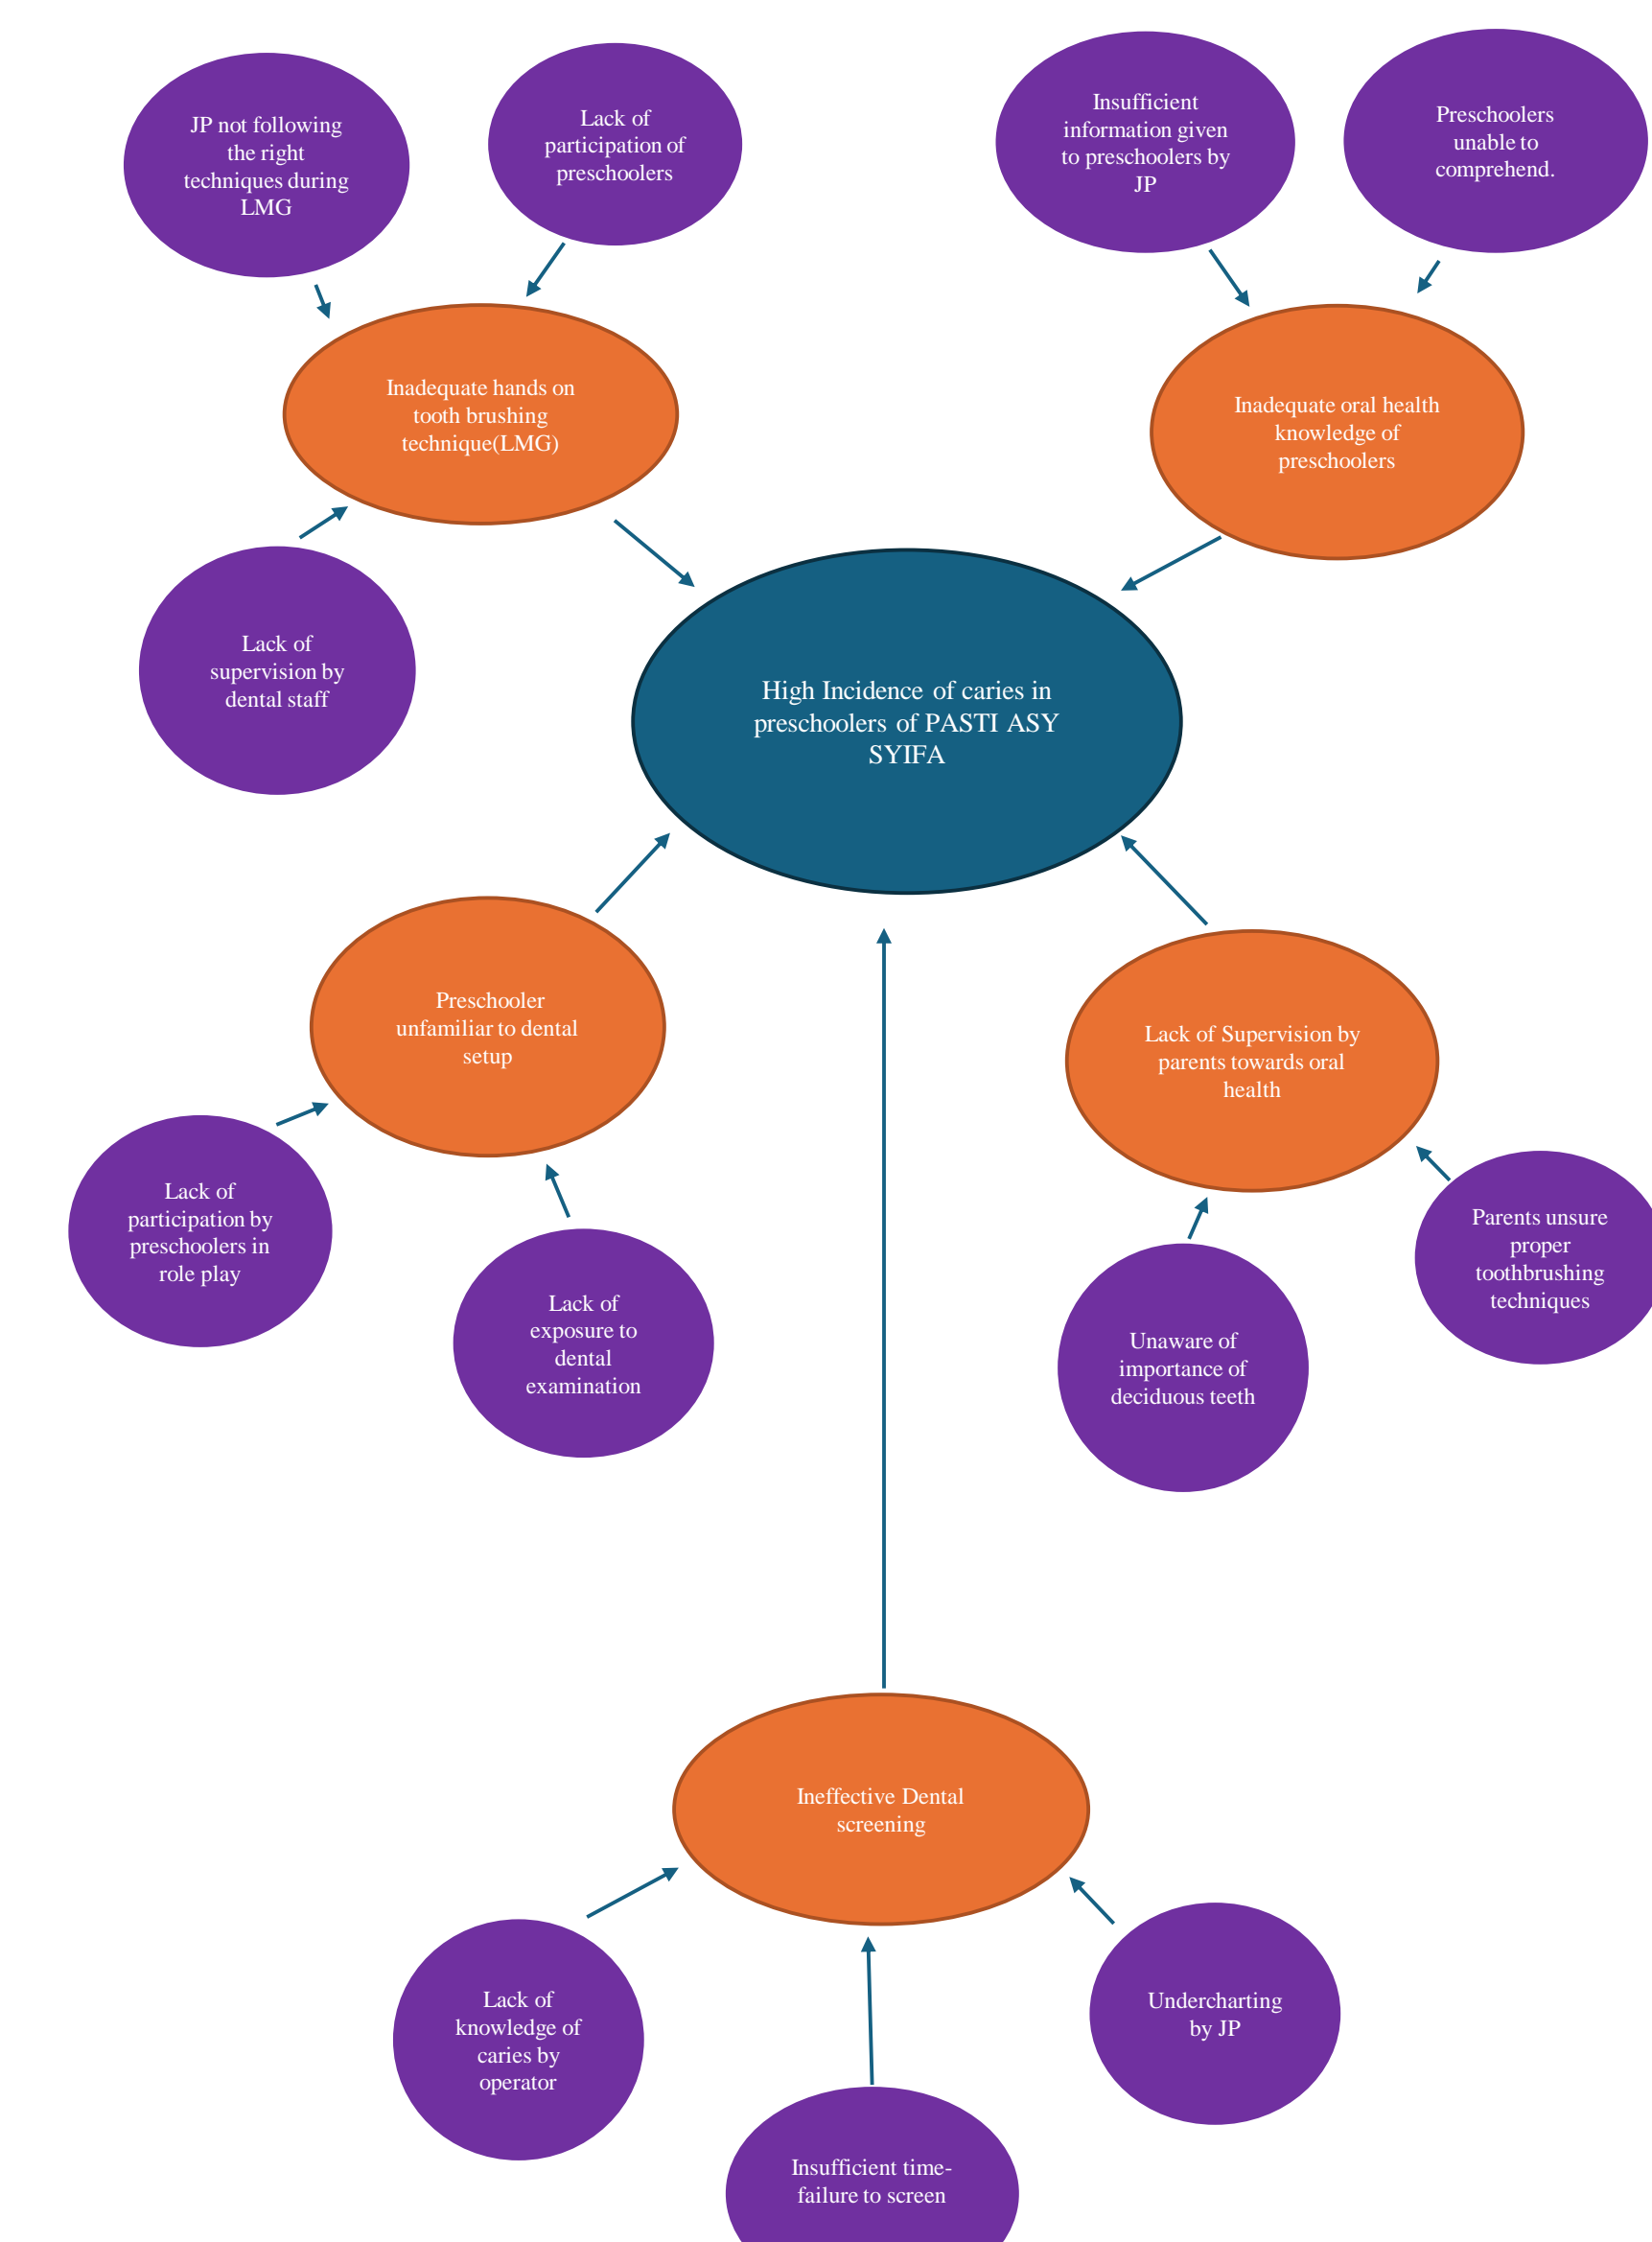 JP not following
the right
techniques during
LMG
Lack of
participation of
preschoolers
Insufficient
information given
to preschoolers by
JP
Preschoolers
unable to
comprehend.
Inadequate hands on
tooth brushing
technique(LMG)
Inadequate oral health
knowledge of
preschoolers
Lack of
supervision by
dental staff
High Incidence of caries in
preschoolers of PASTI ASY
SYIFA
Preschooler
unfamiliar to dental
setup
Lack of Supervision by
parents towards oral
health
Lack of
participation by
preschoolers in
role play
Lack of
exposure to
dental
examination
Unaware of
importance of
deciduous teeth
Parents unsure
proper
toothbrushing
techniques
Ineffective Dental
screening
Lack of
knowledge of
caries by
operator
Insufficient time-
failure to screen
Undercharting
by JP